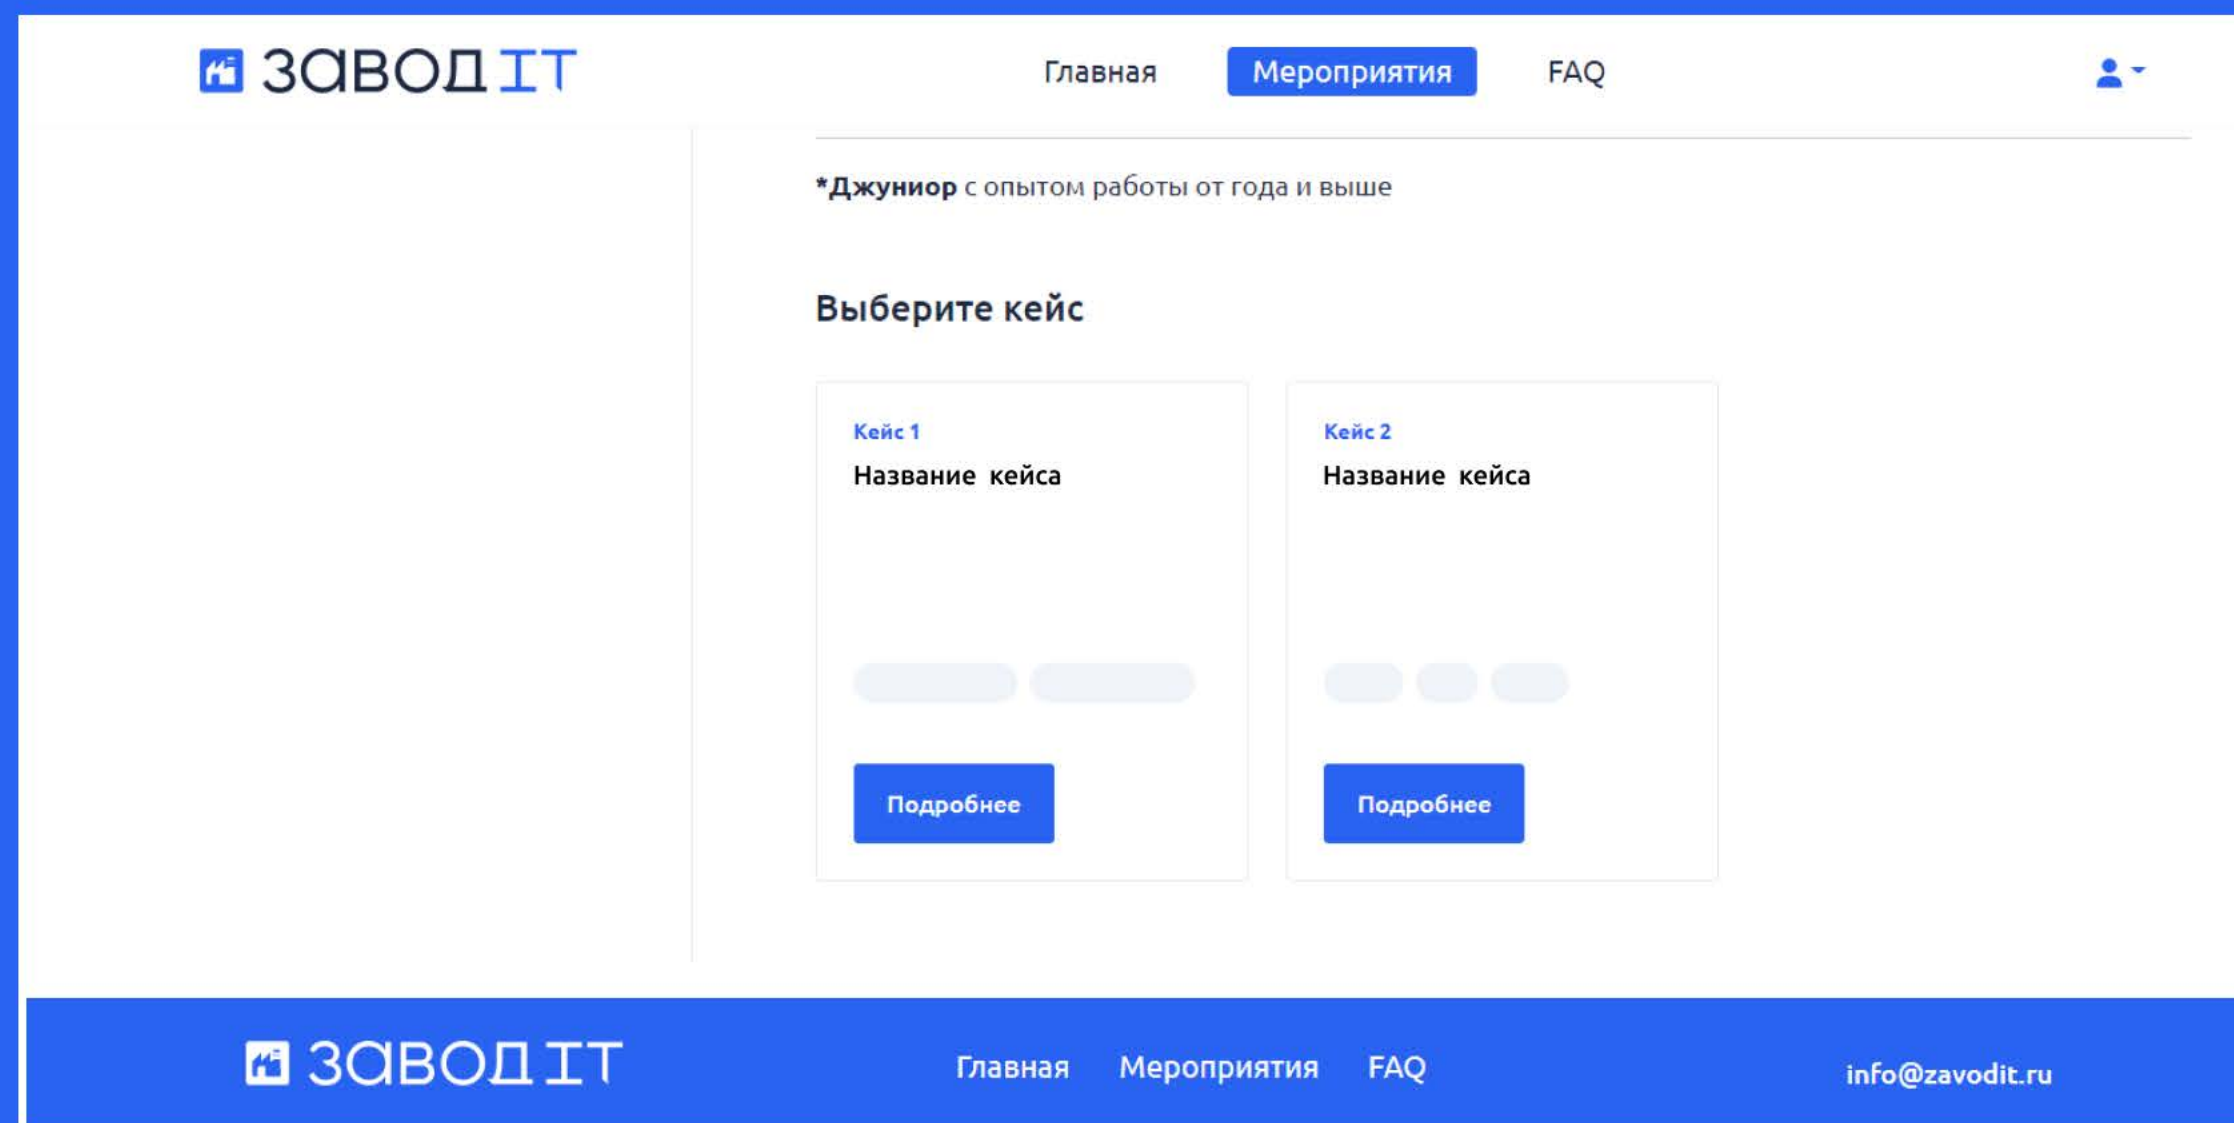 ЗАВОД IT
Главная Мероприятия FAQ
*Джуниор с опытом работы от года и выше
Выберите кейс
Кейс 1
Название кейса
Подробнее
Кейс 2
Название кейса
Подробнее
ЗАВОД IT
Главная Мероприятия FAQ
info@zavodit.ru